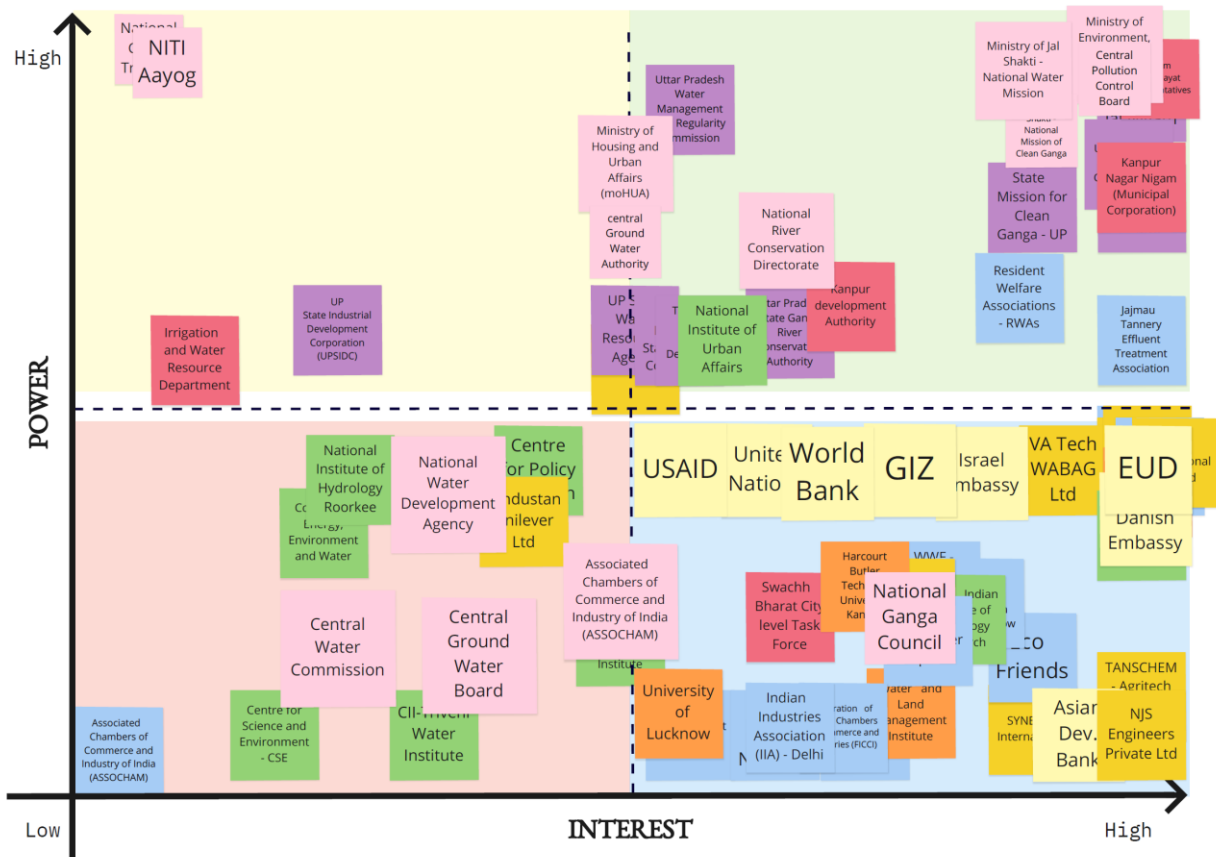 High
National
NITI
Aayog
Uttar Pradesh
Water
Management
Regularity
Ministry of
Housing and
Urban
Affairs
(moHUA)
central
Ground
Water
Authority
National
River
Conservation
Directorate
Ministry of Jal
Shakti -
National Water
Mission
Ministry of
Environment,
Central
Pollution
Control
Board
National
Mission of
Clean Ganga
State
Mission for
Clean
Ganga - UP
Kanpur
Nagar Nigam
(Municipal
Corporation)
Resident
Welfare
Associations
- RWAs
Jajmau
Tannery
Effluent
Treatment
Association
Irrigation
and Water
Resource
Department
UP
State Industrial
Development
Corporation
(UPSIDC)
UP
National
Institute of
Urban
Affairs
River
Authority
Kanpur
development
Authority
POWER
National
Institute of
Hydrology
Roorkee
Energy,
Environment
and Water
National
Water
Development
Agency
Centre
for Policy
Ltd
Associated
Chambers of
Commerce and
Industry of India
(ASSOCHAM)
Institute
Central
Water
Commission
Central
Ground
Water
Board
Associated
Chambers of
Commerce and
Industry of India
(ASSOCHAM)
Centre for
Science and
Environment
- CSE
CII-Triveni
Water
Institute
USAID
World
Bank
GIZ
Israel
VA Tech
WABAG
Ltd
EUD
Danish
Embassy
Swachh
Bharat City
level Task
Force
Harcourt
Butler
National
Ganga
Council
Indian
Friends
University
of
Lucknow
Indian
Industries
Association
(IIA) - Delhi
Chambers
(FICCI)
and Land
Institute
Asian
Dev.
Bank
TANSCHEM
- Agritech
NJS
Engineers
Private Ltd
Low
INTEREST
High